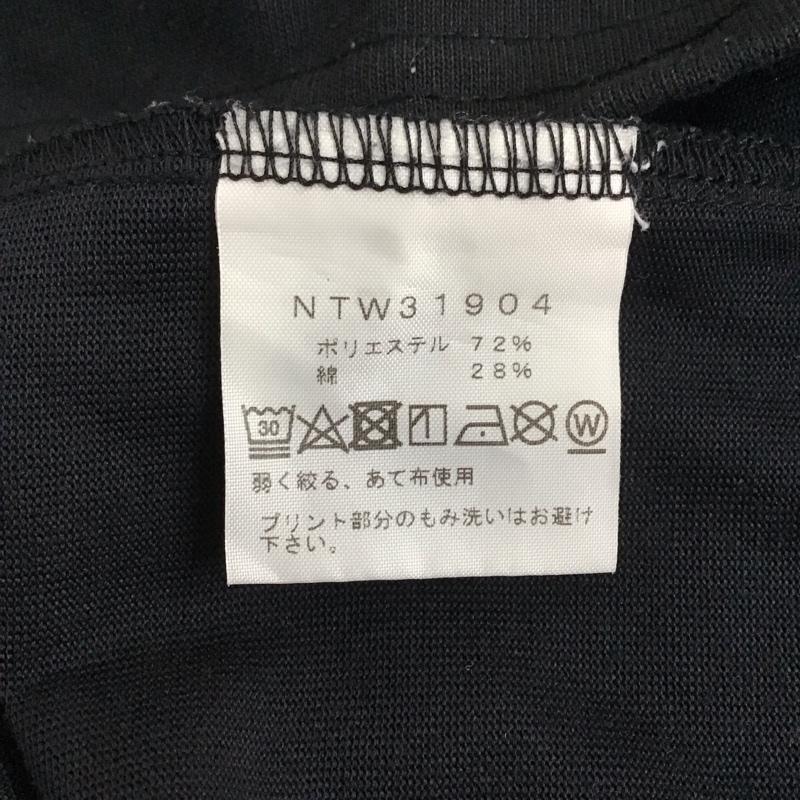 NTW31904
ポリエステル 72%
綿 28%
30 W
弱く絞る、あて布使用
プリント部分のもみ洗いはお避け
下さい。